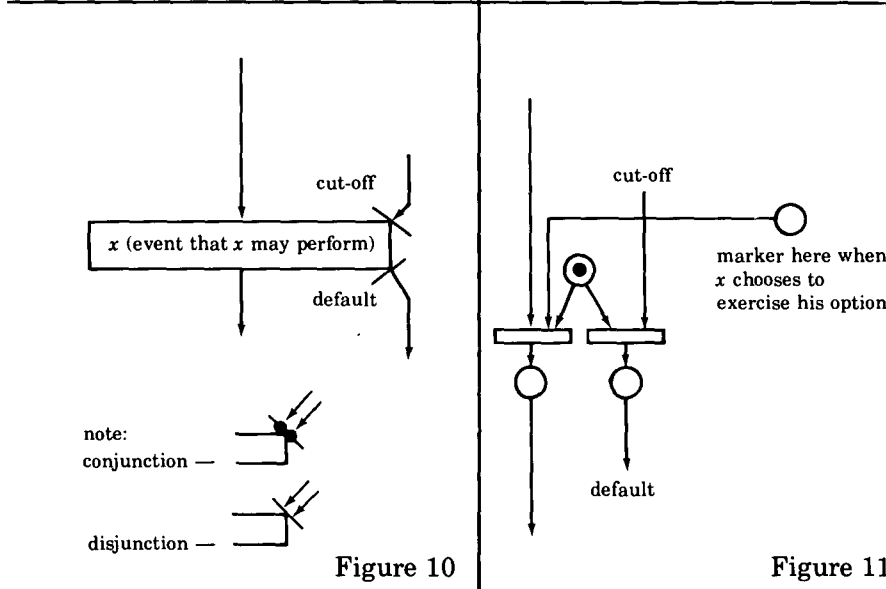 cut-off
x (event that x may perform)
default
note:
conjunction —
disjunction —
Figure 10
cut-off
marker here when
x chooses to
exercise his option
default
Figure 11